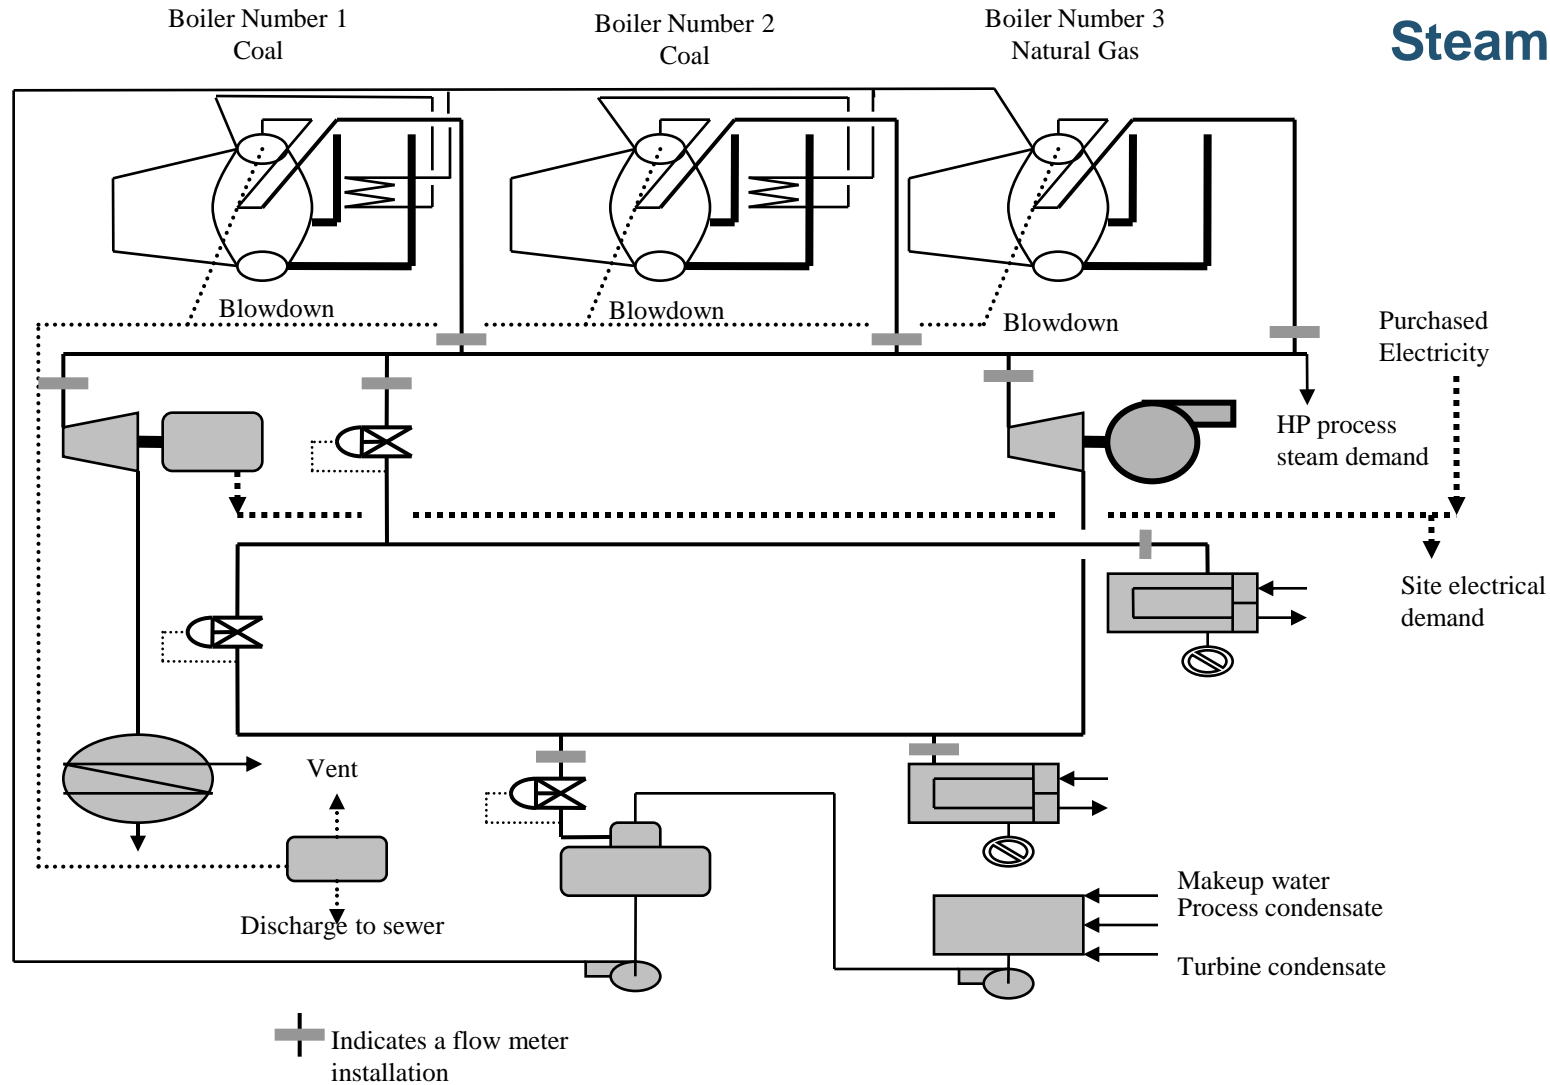 Boiler Number 1
Coal
Boiler Number 2
Coal
Boiler Number 3
Natural Gas
Steam
Blowdown
Blowdown
Blowdown
Purchased
Electricity
HP process
steam demand
Site electrical
demand
Vent
Discharge to sewer
Makeup water
Process condensate
Turbine condensate
Indicates a flow meter
installation